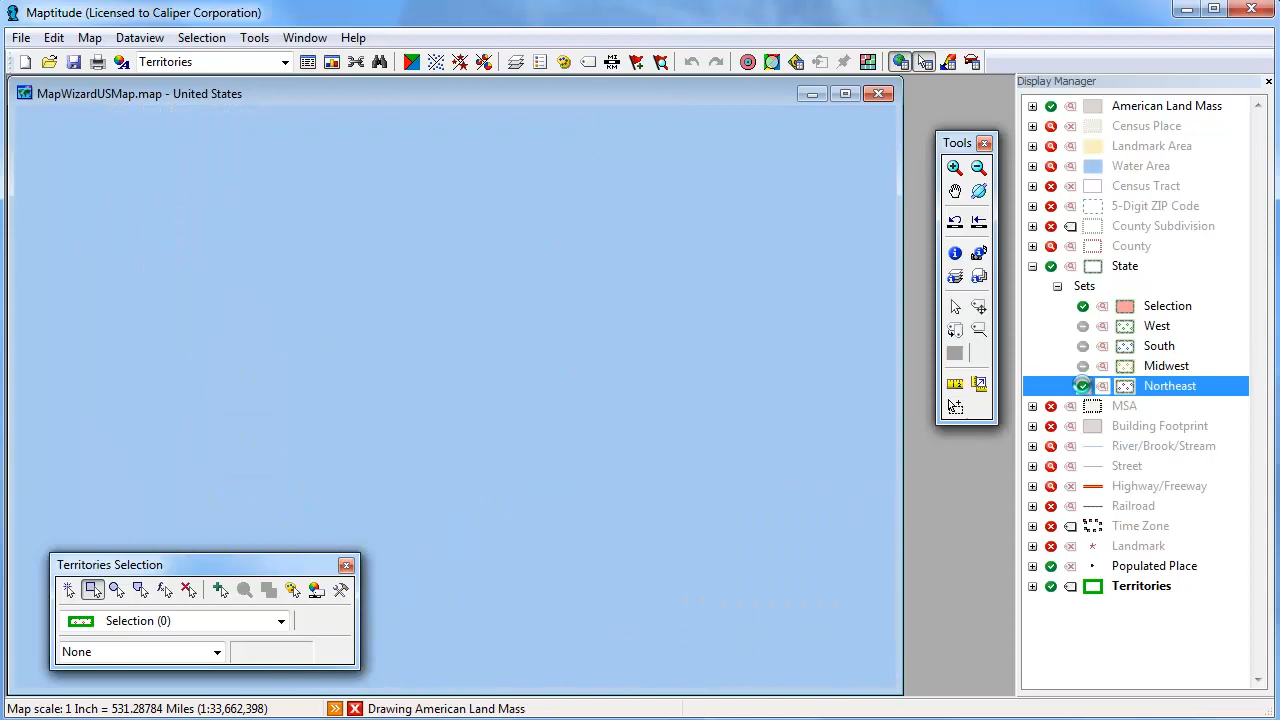 Maptitude (Licensed to Caliper Corporation)
File Edit Map Dataview Selection Tools Window Help
Territories
MapWizardUSMap.map - United States
Tools
Territories Selection
Selection (0)
None
Display Manager
American Land Mass
Census Place
Landmark Area
Water Area
Census Tract
5-Digit ZIP Code
County Subdivision
County
State
Sets
Selection
West
South
Midwest
Northeast
MSA
Building Footprint
River/Brook/Stream
Street
Highway/Freeway
Railroad
Time Zone
Landmark
Populated Place
Territories
Map scale: 1 Inch = 531.28784 Miles (1:33,662,398)
Drawing American Land Mass